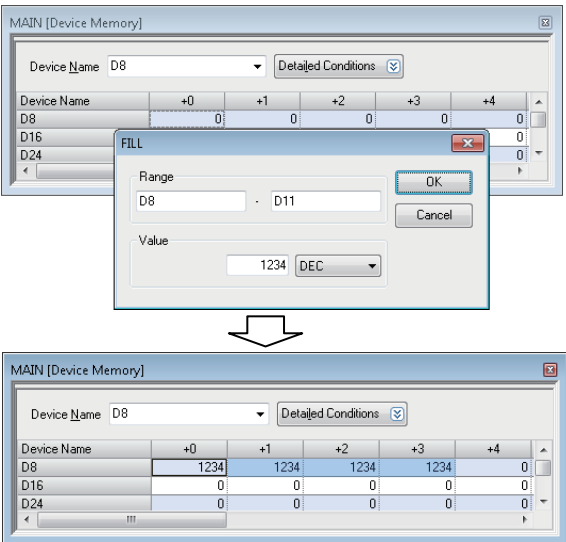 MAIN [Device Memory]
Device Name D8 Detailed Conditions
Device Name +0 +1 +2 +3 +4
D8 0 0 0 0 0
D16 0
D24 0
FILL
Range
D8 - D11
OK
Cancel
Value
1234 DEC
MAIN [Device Memory]
Device Name D8 Detailed Conditions
Device Name +0 +1 +2 +3 +4
D8 1234 1234 1234 1234 0
D16 0 0 0 0 0
D24 0 0 0 0 0